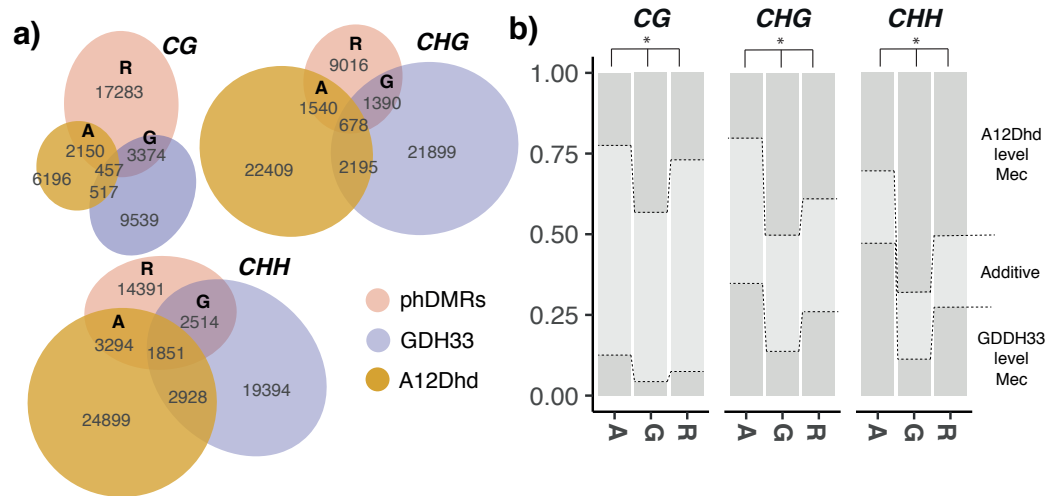 a)
CG
R
17283
A
2150
G
3374
457
6196
517
9539
CHG
R
9016
A
1540
G
1390
678
22409
2195
21899
CHH
R
14391
G
2514
A
3294
1851
2928
19394
24899
phDMRs
GDH33
A12Dhd
b)
CG
CHG
CHH
*
*
*
1.00
0.75
0.50
0.25
0.00
A12Dhd
level
Mec
Additive
GDDH33
level
Mec
A G R
A G R
A G R